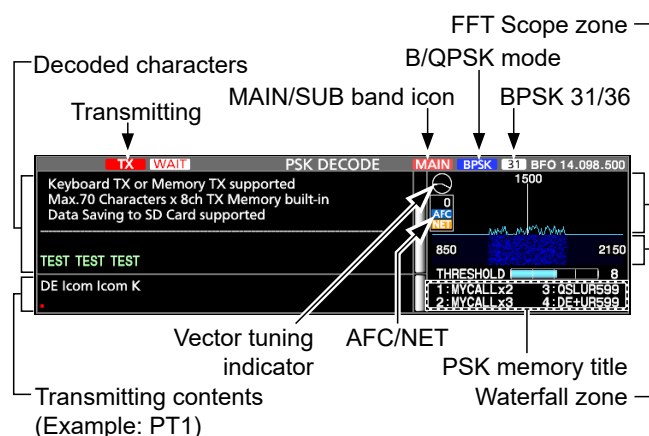 FFT Scope zone
B/QPSK mode
Decoded characters
MAIN/SUB band icon
BPSK 31/36
Transmitting
TX WAIT PSK DECODE MAIN BPSK 31 BFO 14.098.500
Keyboard TX or Memory TX supported
Max.70 Characters x 8ch TX Memory built-in
Data Saving to SD Card supported
TEST TEST TEST
1500
0
AFC
NET
850 2150
THRESHOLD 8
DE Icom Icom K
1:MYCALLx2 3:QSLUR599
2:MYCALLx3 4:DE+UR599
Vector tuning
indicator
AFC/NET
PSK memory title
Transmitting contents
(Example: PT1)
Waterfall zone